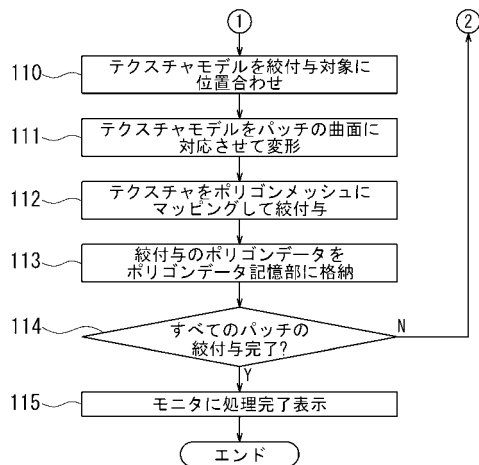 ①
②
110
テクスチャモデルを絞付与対象に
位置合わせ
111
テクスチャモデルをパッチの曲面に
対応させて変形
112
テクスチャをポリゴンメッシュに
マッピングして絞付与
113
絞付与のポリゴンデータを
ポリゴンデータ記憶部に格納
114
すべてのパッチの
絞付与完了?
N
Y
115
モニタに処理完了表示
エンド